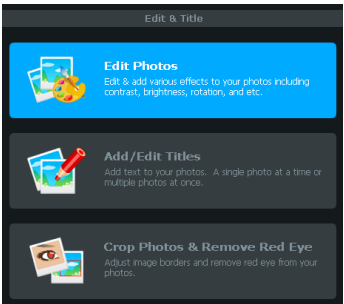 Edit & Title
Edit Photos
Edit & add various effects to your photos including
contrast, brightness, rotation, and etc.
Add/Edit Titles
Add text to your photos. A single photo at a time or
multiple photos at once.
Crop Photos & Remove Red Eye
Adjust image borders and remove red eye from your
photos.